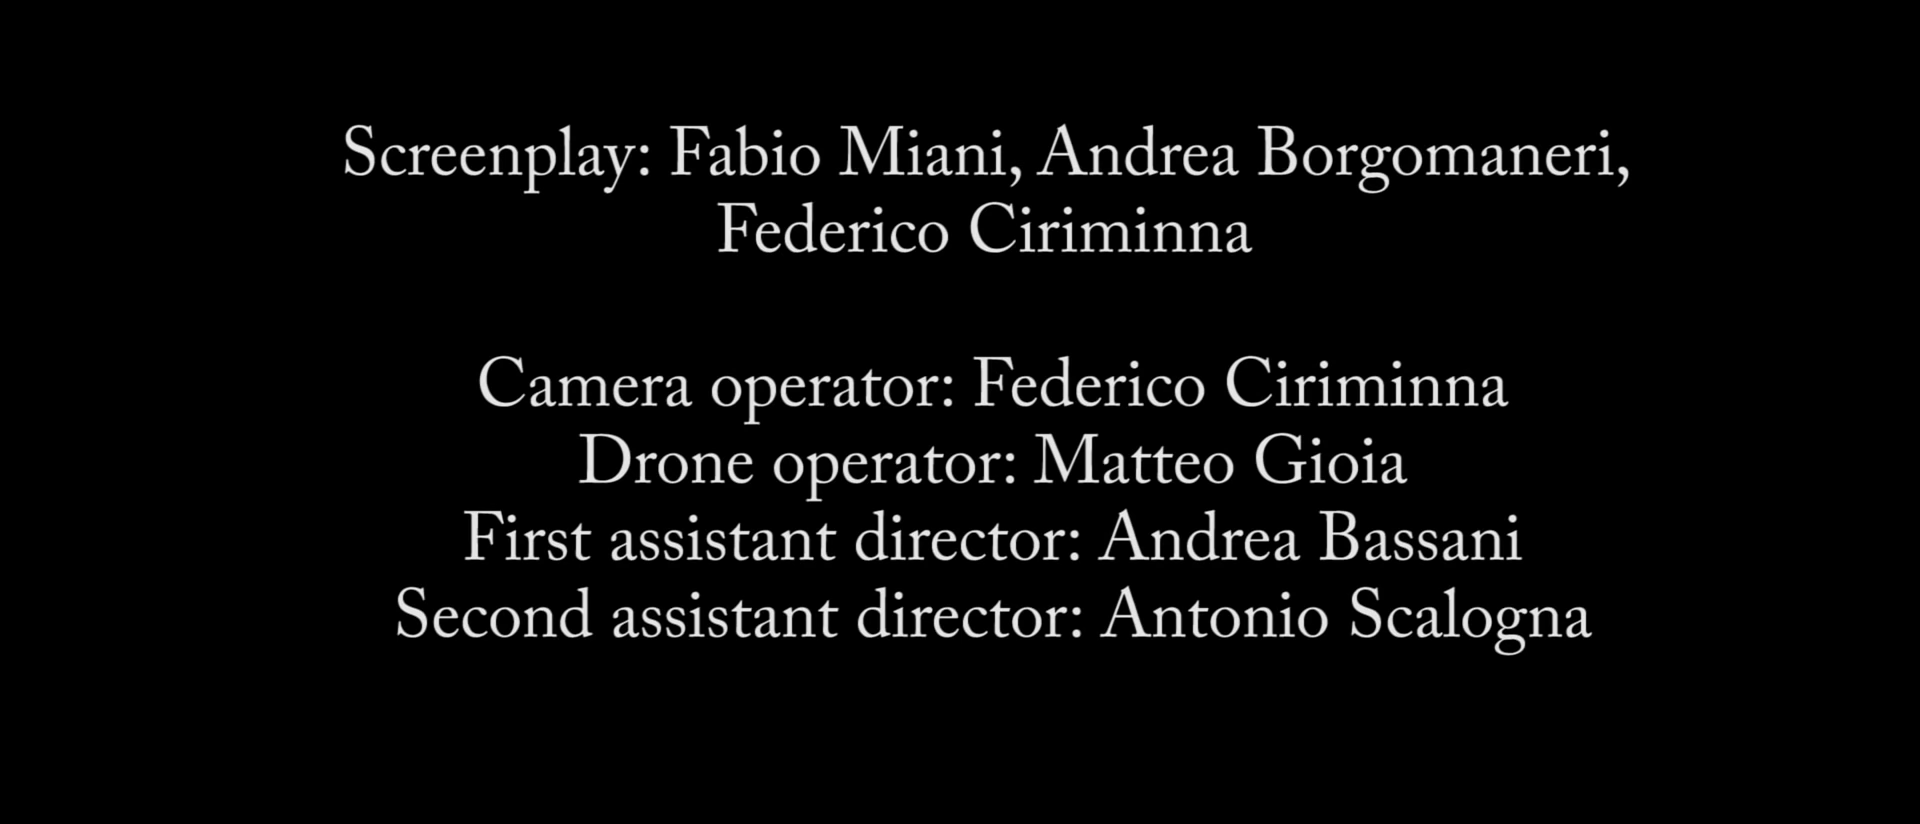 Screenplay: Fabio Miani, Andrea Borgomaneri,
Federico Ciriminna
Camera operator: Federico Ciriminna
Drone operator: Matteo Gioia
First assistant director: Andrea Bassani
Second assistant director: Antonio Scalogna